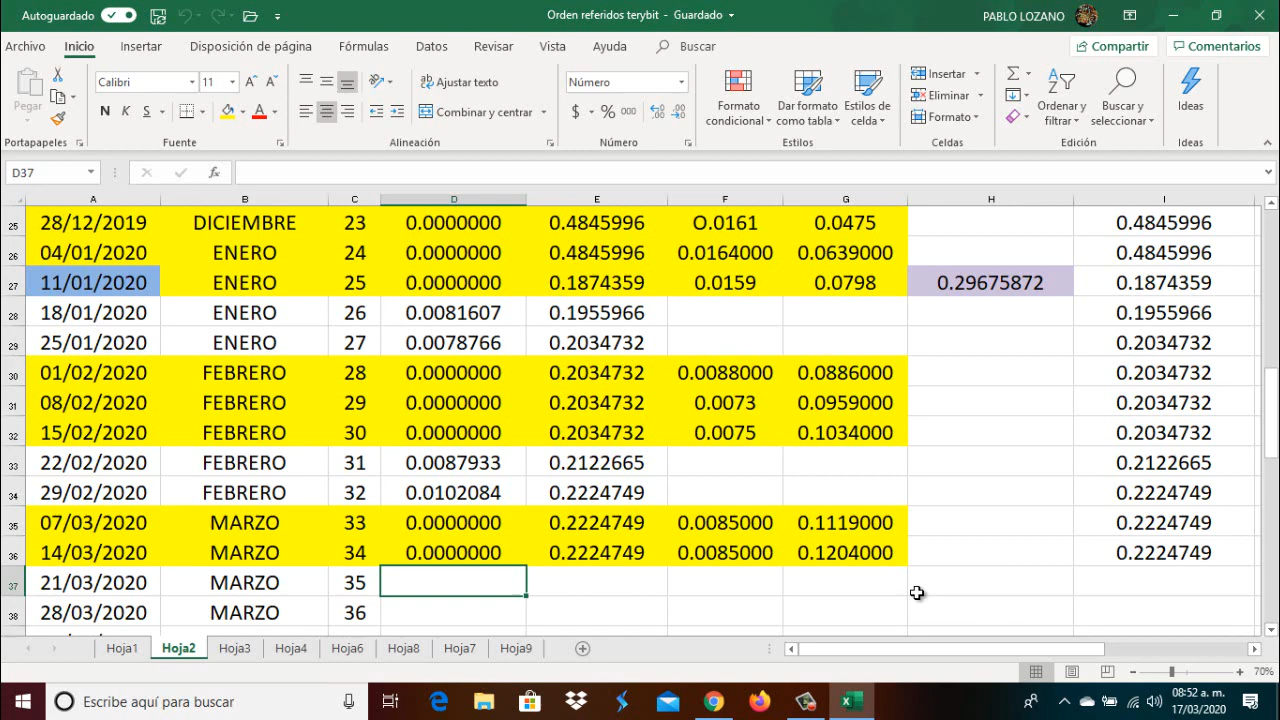 Autoguardado
Orden referidos terybit - Guardado
PABLO LOZANO
Archivo Inicio Insertar Disposición de página Fórmulas Datos Revisar Vista Ayuda Buscar Compartir Comentarios
Pegar
Calibri 11
N K S
Ajustar texto
Combinar y centrar
Número
$ % 000
Formato condicional
Dar formato como tabla
Estilos de celda
Insertar
Eliminar
Formato
Ordenar y filtrar
Buscar y seleccionar
Ideas
Portapapeles Fuente Alineación Número Estilos Celdas Edición Ideas
D37 fx
A B C D E F G H I
25 28/12/2019 DICIEMBRE 23 0.0000000 0.4845996 O.0161 0.0475 0.4845996
26 04/01/2020 ENERO 24 0.0000000 0.4845996 0.0164000 0.0639000 0.4845996
27 11/01/2020 ENERO 25 0.0000000 0.1874359 0.0159 0.0798 0.29675872 0.1874359
28 18/01/2020 ENERO 26 0.0081607 0.1955966 0.1955966
29 25/01/2020 ENERO 27 0.0078766 0.2034732 0.2034732
30 01/02/2020 FEBRERO 28 0.0000000 0.2034732 0.0088000 0.0886000 0.2034732
31 08/02/2020 FEBRERO 29 0.0000000 0.2034732 0.0073 0.0959000 0.2034732
32 15/02/2020 FEBRERO 30 0.0000000 0.2034732 0.0075 0.1034000 0.2034732
33 22/02/2020 FEBRERO 31 0.0087933 0.2122665 0.2122665
34 29/02/2020 FEBRERO 32 0.0102084 0.2224749 0.2224749
35 07/03/2020 MARZO 33 0.0000000 0.2224749 0.0085000 0.1119000 0.2224749
36 14/03/2020 MARZO 34 0.0000000 0.2224749 0.0085000 0.1204000 0.2224749
37 21/03/2020 MARZO 35
38 28/03/2020 MARZO 36
Hoja1 Hoja2 Hoja3 Hoja4 Hoja6 Hoja8 Hoja7 Hoja9
70%
Escribe aquí para buscar
08:52 a. m.
17/03/2020